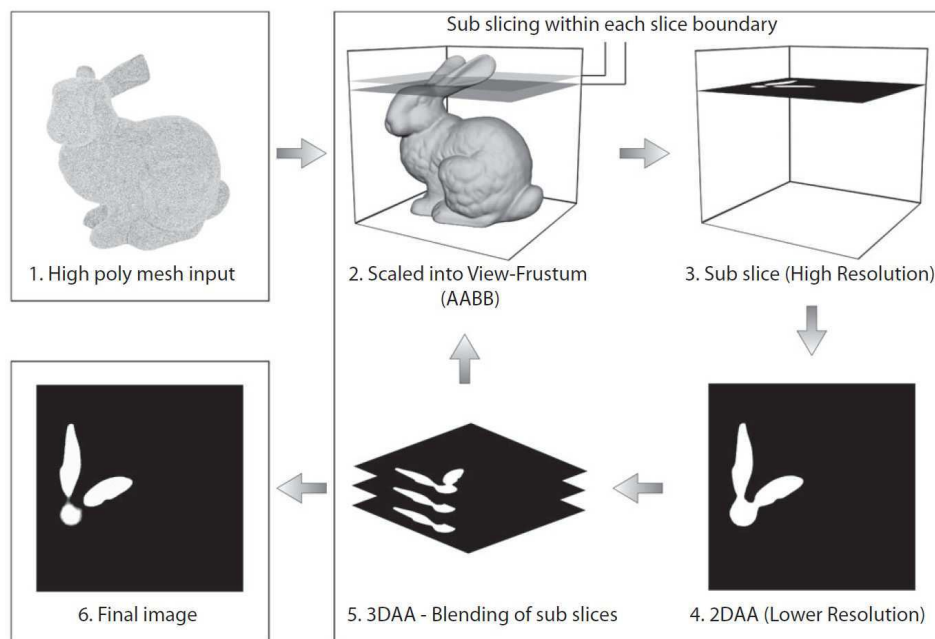 Sub slicing within each slice boundary
1. High poly mesh input
2. Scaled into View-Frustum
(AABB)
3. Sub slice (High Resolution)
6. Final image
5. 3DAA - Blending of sub slices
4. 2DAA (Lower Resolution)